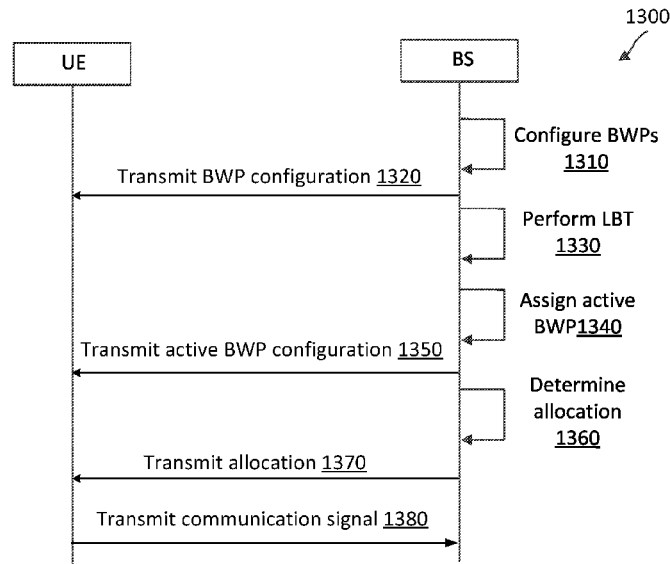 1300
UE
BS
Configure BWPs
1310
Transmit BWP configuration 1320
Perform LBT
1330
Assign active
BWP1340
Transmit active BWP configuration 1350
Determine
allocation
1360
Transmit allocation 1370
Transmit communication signal 1380